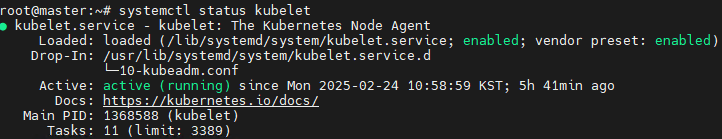 root@master:~# systemctl status kubelet
● kubelet.service - kubelet: The Kubernetes Node Agent
Loaded: loaded (/lib/systemd/system/kubelet.service; enabled; vendor preset: enabled)
Drop-In: /usr/lib/systemd/system/kubelet.service.d
└─10-kubeadm.conf
Active: active (running) since Mon 2025-02-24 10:58:59 KST; 5h 41min ago
Docs: https://kubernetes.io/docs/
Main PID: 1368588 (kubelet)
Tasks: 11 (limit: 3389)